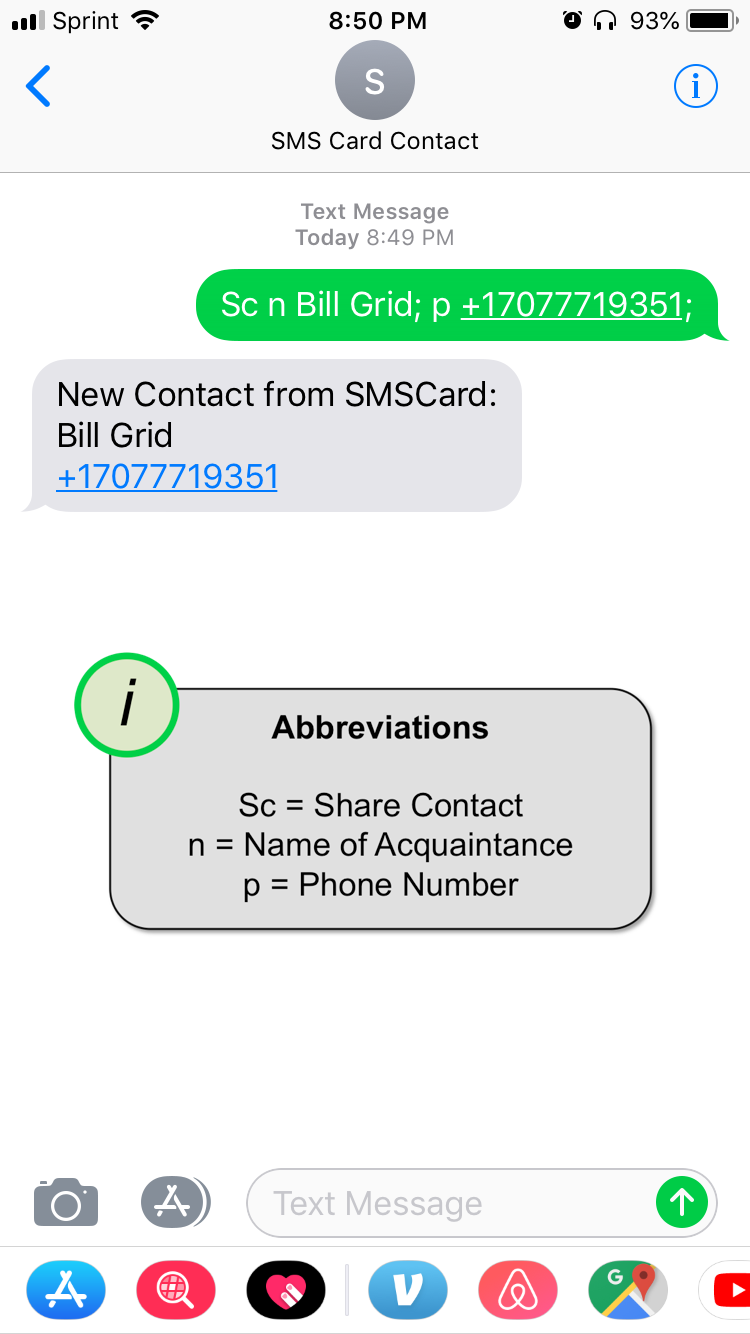 Sprint 8:50 PM 93%
S
SMS Card Contact
Text Message
Today 8:49 PM
Sc n Bill Grid; p +17077719351;
New Contact from SMSCard:
Bill Grid
+17077719351
i
Abbreviations
Sc = Share Contact
n = Name of Acquaintance
p = Phone Number
Text Message
G